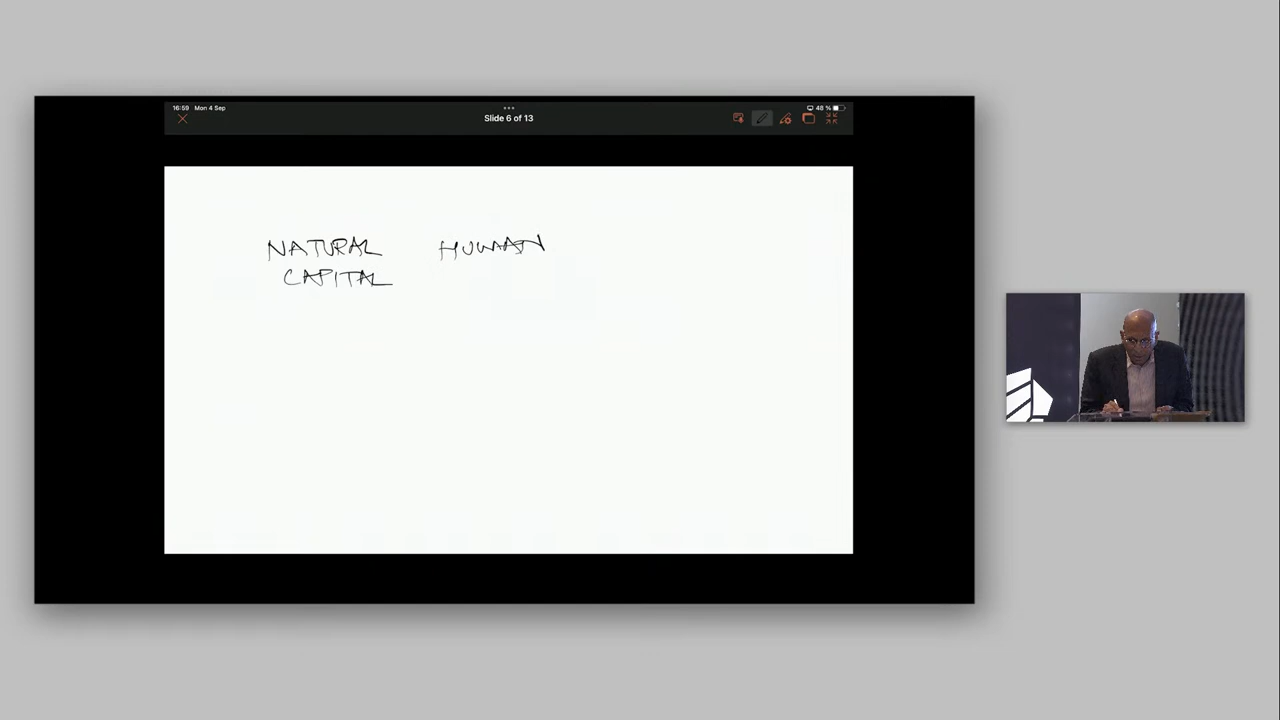 16:59 Mon 4 Sep
48 %
Slide 6 of 13
NATURAL HUMAN
CAPITAL